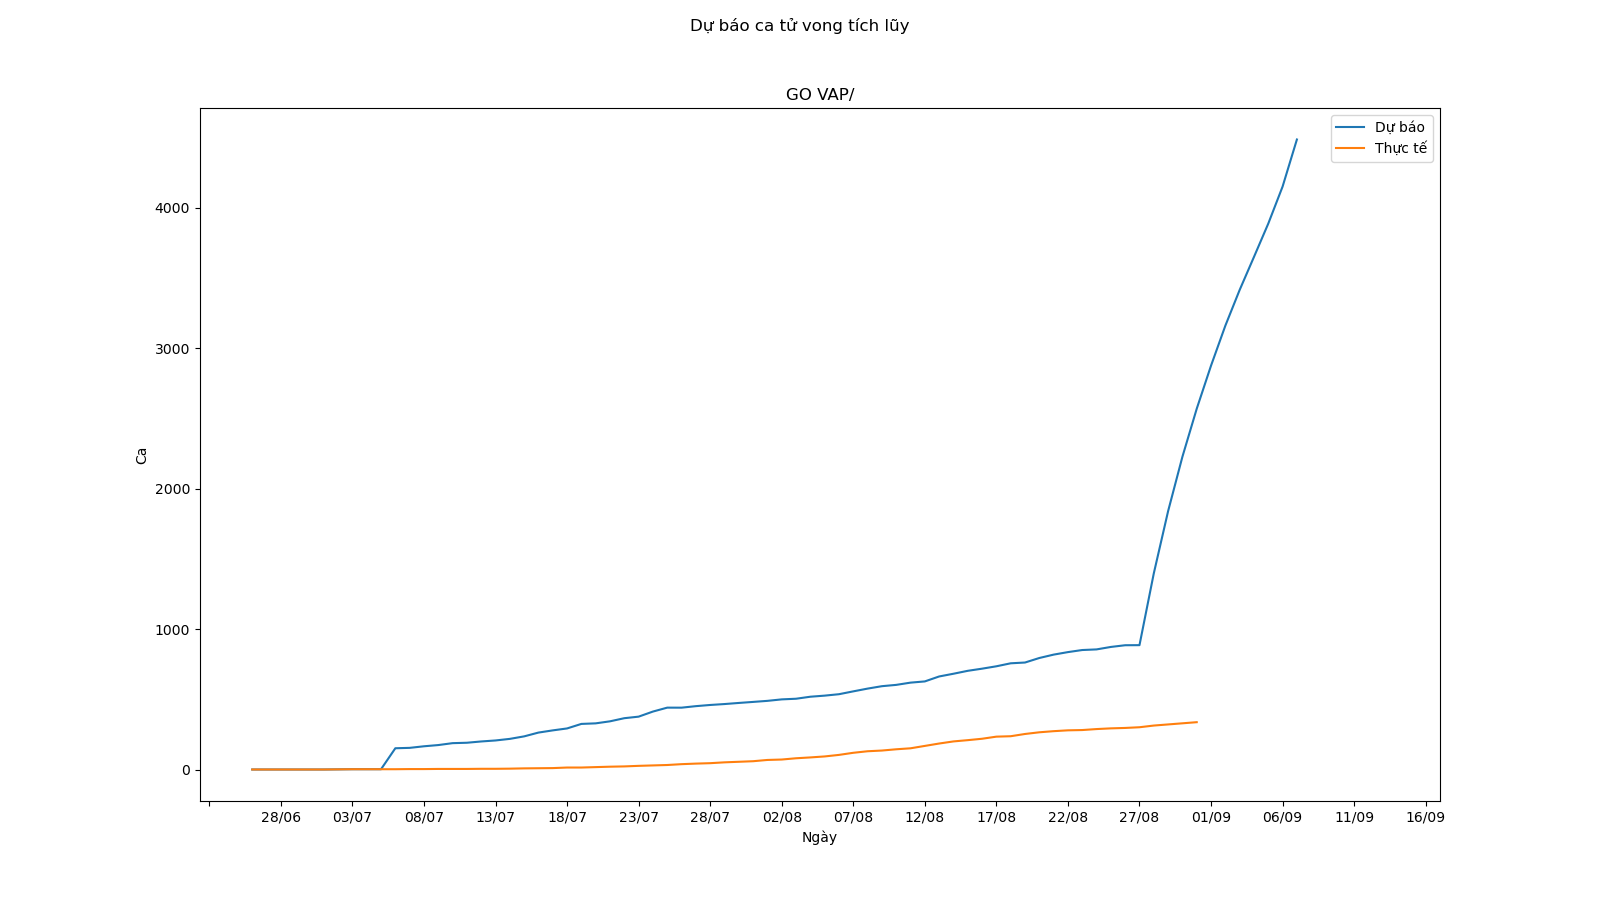 Dự báo ca tử vong tích lũy
GO VAP/
Dự báo
Thực tế
4000
3000
2000
1000
0
Ca
28/06 03/07 08/07 13/07 18/07 23/07 28/07 02/08 07/08 12/08 17/08 22/08 27/08 01/09 06/09 11/09 16/09
Ngày